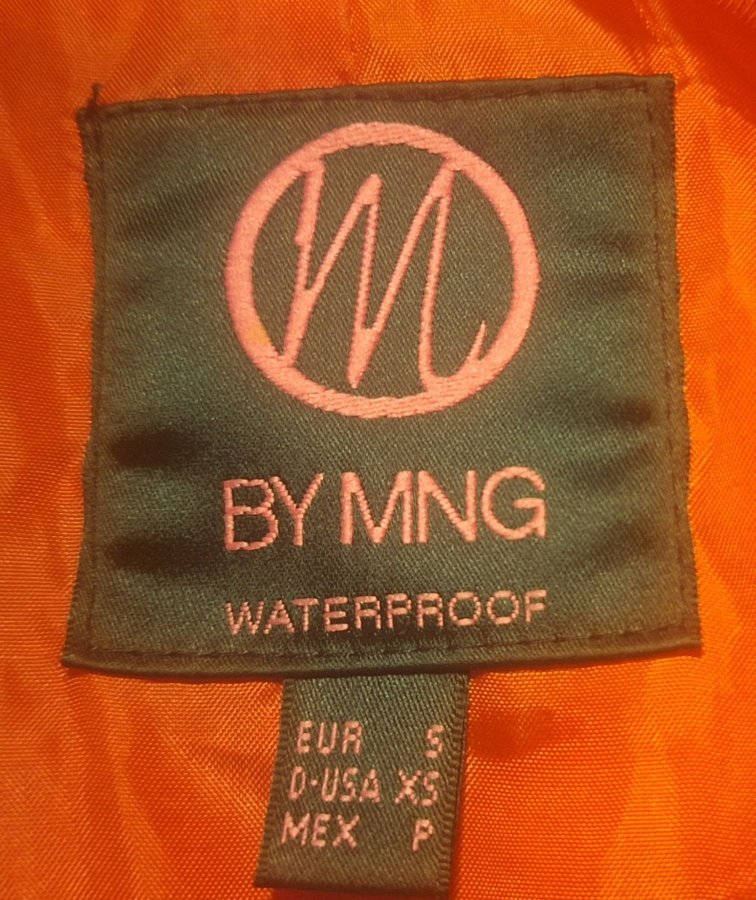 M
BY MNG
WATERPROOF
EUR S
D-USA XS
MEX P